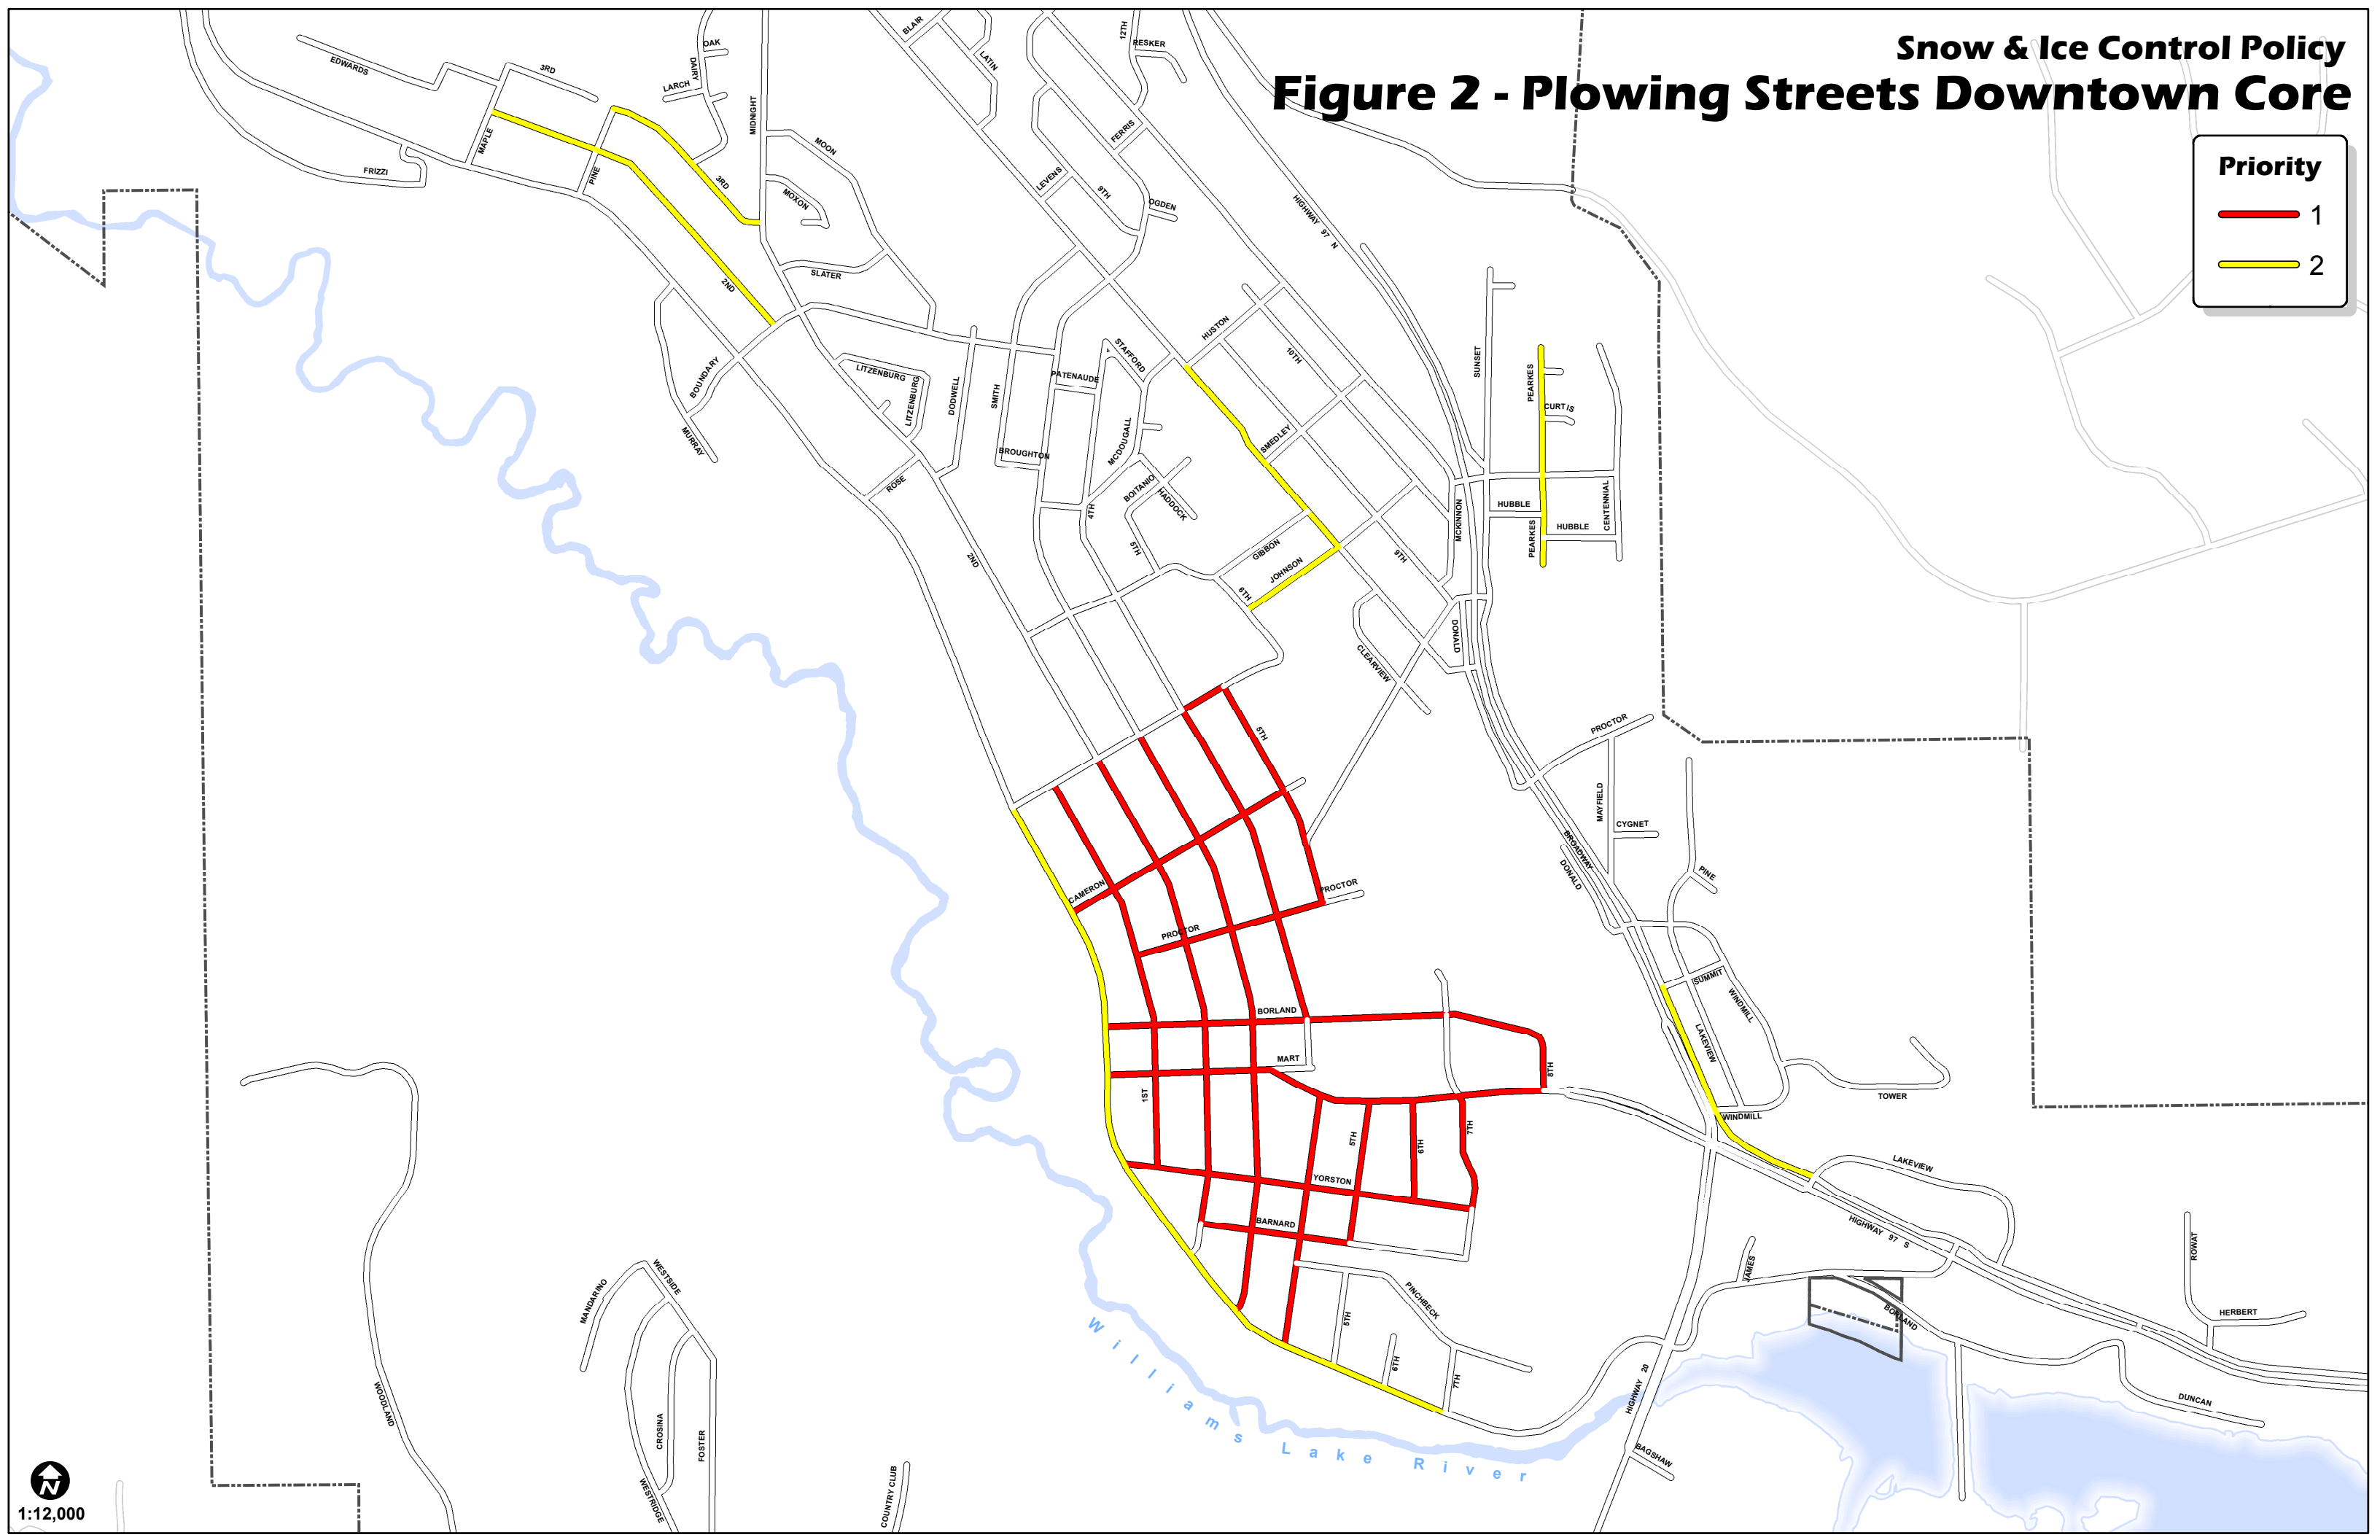 Snow & Ice Control Policy
Figure 2 - Plowing Streets Downtown Core
Priority
1
2
BLAIR
LATIN
12TH
RESKER
OAK
DAIRY
LARCH
EDWARDS
3RD
MIDNIGHT
MAPLE
PINE
FRIZZI
3RD
MOON
MOXON
FERRIS
LEVENS
9TH
OGDEN
HIGHWAY 97 N
SLATER
2ND
HUSTON
10TH
STAFFORD
PATENAUDE
LITZENBURG
LITZENBURG
DODWELL
SMITH
BOUNDARY
MURRAY
SUNSET
PEARKES
CURTIS
SMEDLEY
MCDOUGALL
BROUGHTON
ROSE
BOITANIO
HADDOCK
4TH
5TH
2ND
GIBBON
JOHNSON
6TH
9TH
MCKINNON
HUBBLE
PEARKES
HUBBLE
CENTENNIAL
DONALD
CLEARVIEW
5TH
PROCTOR
MAYFIELD
CYGNET
BROADWAY
DONALD
PINE
CAMERON
PROCTOR
PROCTOR
SUMMIT
WINDMILL
LAKEVIEW
BORLAND
MART
1ST
8TH
TOWER
WINDMILL
5TH
6TH
7TH
YORSTON
BARNARD
LAKEVIEW
HIGHWAY 97 S
ROWAT
HERBERT
JAMES
BORLAND
PINCHBECK
5TH
6TH
7TH
MANDARINO
WESTSIDE
WOODLAND
CROSINA
FOSTER
WESTRIDGE
COUNTRY CLUB
Williams Lake River
HIGHWAY 20
BAGSHAW
DUNCAN
N
1:12,000